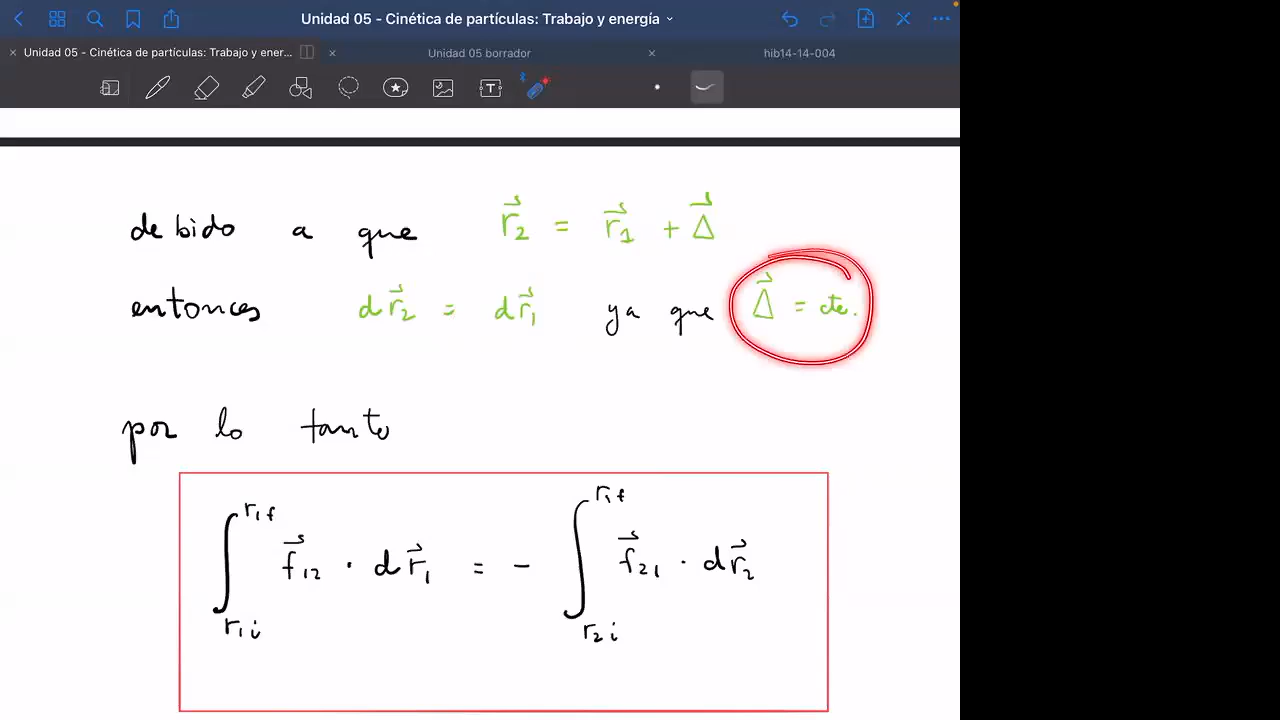 Unidad 05 - Cinética de partículas: Trabajo y energía
Unidad 05 - Cinética de partículas: Trabajo y ener...
Unidad 05 borrador
hib14-14-004
debido a que r⃗2 = r⃗1 + Δ⃗
entonces dr⃗2 = dr⃗1 ya que Δ⃗ = cte.
por lo tanto
∫_{r1i}^{r1f} f⃗12 · dr⃗1 = - ∫_{r2i}^{r1f} f⃗21 · dr⃗2